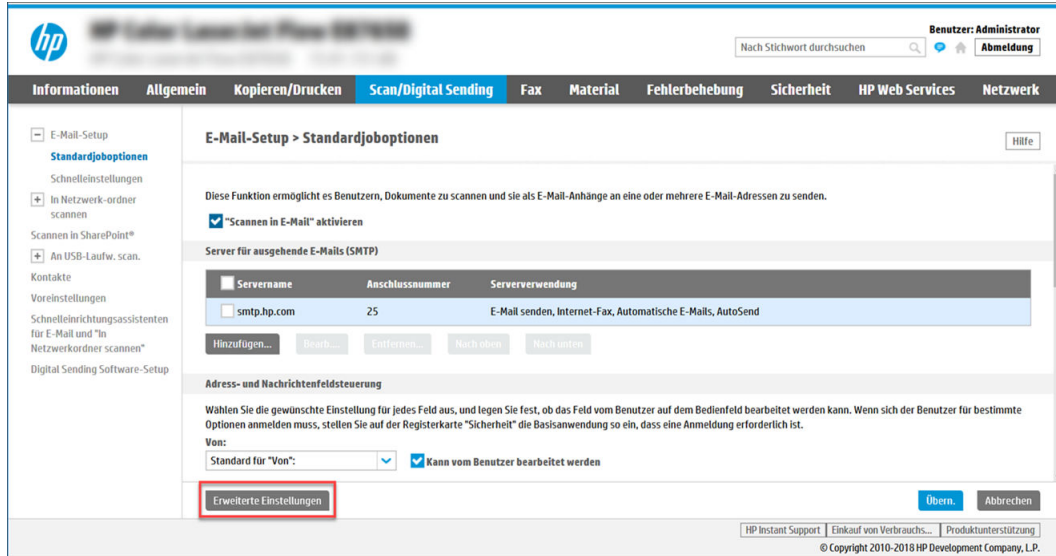 Benutzer: Administrator
hp
Nach Stichwort durchsuchen
Abmeldung
Informationen Allgemein Kopieren/Drucken Scan/Digital Sending Fax Material Fehlerbehebung Sicherheit HP Web Services Netzwerk
E-Mail-Setup
Standardjoboptionen
Schnelleinstellungen
In Netzwerk-ordner
scannen
Scannen in SharePoint®
An USB-Laufw. scan.
Kontakte
Voreinstellungen
Schnelleinrichtungsassistenten
für E-Mail und "In
Netzwerkordner scannen"
Digital Sending Software-Setup
E-Mail-Setup > Standardjoboptionen
Hilfe
Diese Funktion ermöglicht es Benutzern, Dokumente zu scannen und sie als E-Mail-Anhänge an eine oder mehrere E-Mail-Adressen zu senden.
"Scannen in E-Mail" aktivieren
Server für ausgehende E-Mails (SMTP)
Servername Anschlussnummer Serververwendung
smtp.hp.com 25 E-Mail senden, Internet-Fax, Automatische E-Mails, AutoSend
Hinzufügen... Bearb... Entfernen... Nach oben Nach unten
Adress- und Nachrichtenfeldsteuerung
Wählen Sie die gewünschte Einstellung für jedes Feld aus, und legen Sie fest, ob das Feld vom Benutzer auf dem Bedienfeld bearbeitet werden kann. Wenn sich der Benutzer für bestimmte
Optionen anmelden muss, stellen Sie auf der Registerkarte "Sicherheit" die Basisanwendung so ein, dass eine Anmeldung erforderlich ist.
Von:
Standard für "Von": Kann vom Benutzer bearbeitet werden
Erweiterte Einstellungen Übern. Abbrechen
HP Instant Support Einkauf von Verbrauchs... Produktunterstützung
© Copyright 2010-2018 HP Development Company, L.P.